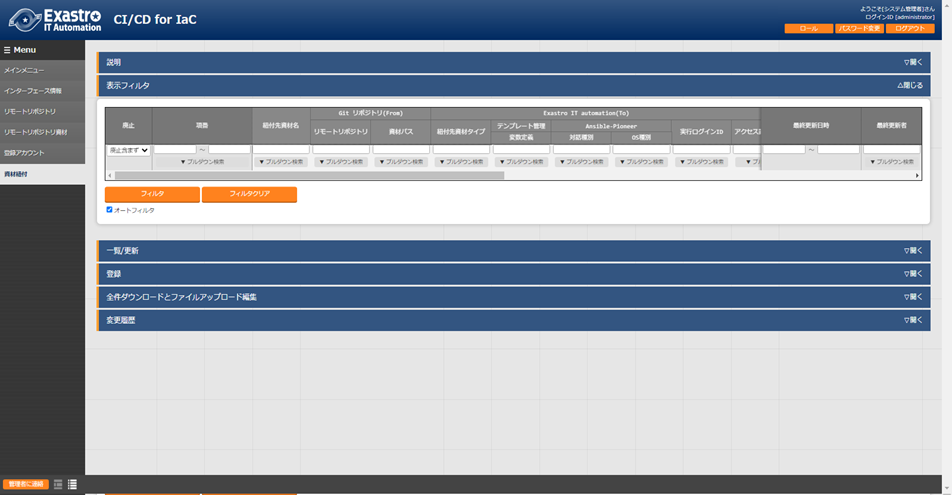 Exastro
IT Automation
CI/CD for IaC
ようこそ[システム管理者]さん
ログインID [administrator]
ロール
パスワード変更
ログアウト
Menu
メインメニュー
インターフェース情報
リモートリポジトリ
リモートリポジトリ資材
登録アカウント
資材紐付
説明
▽開く
表示フィルタ
△閉じる
廃止
項番
紐付先資材名
Git リポジトリ(From)
リモートリポジトリ
資材パス
Exastro IT automation(To)
紐付先資材タイプ
テンプレート管理
変数定義
Ansible-Pioneer
対話種別
OS種別
実行ログインID
アクセス
最終更新日時
最終更新者
廃止含まず
～
～
▼ プルダウン検索
▼ プルダウン検索
▼ プルダウン検索
▼ プルダウン検索
▼ プルダウン検索
▼ プルダウン検索
▼ プルダウン検索
▼ プルダウン検索
▼ プルダウン検索
▼ プ
▼ プルダウン検索
フィルタ
フィルタクリア
オートフィルタ
一覧/更新
▽開く
登録
▽開く
全件ダウンロードとファイルアップロード編集
▽開く
変更履歴
▽開く
管理者に連絡